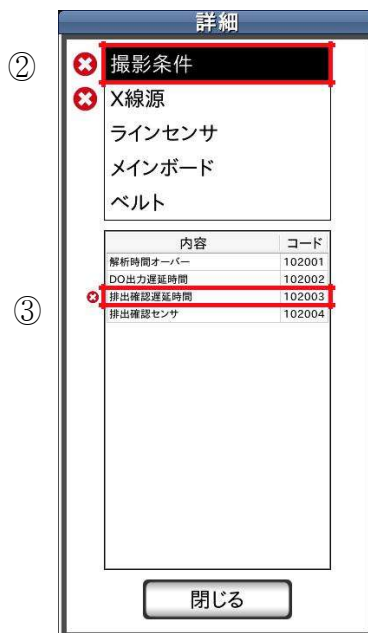 詳細
②
撮影条件
X線源
ラインセンサ
メインボード
ベルト
内容 コード
解析時間オーバー 102001
DO出力遅延時間 102002
③
排出確認遅延時間 102003
排出確認センサ 102004
閉じる